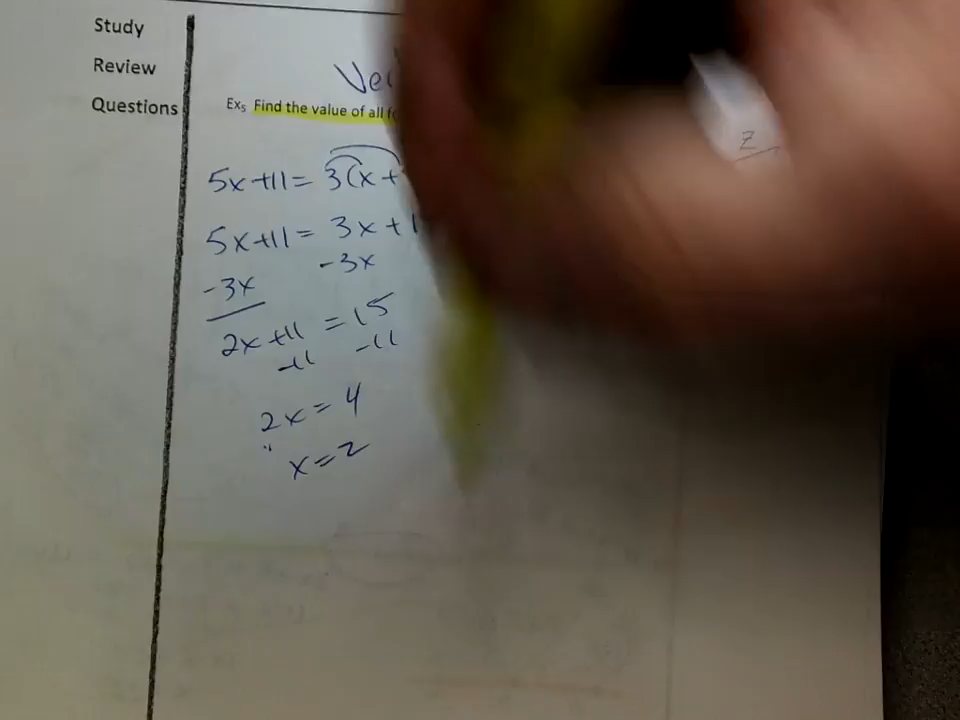 Study
Review
Questions
Ex5 Find the value of all
5x+11= 3(x+
5x+11= 3x+1
-3x -3x
2x+11 =15
-11 -11
2x=4
x=2
z